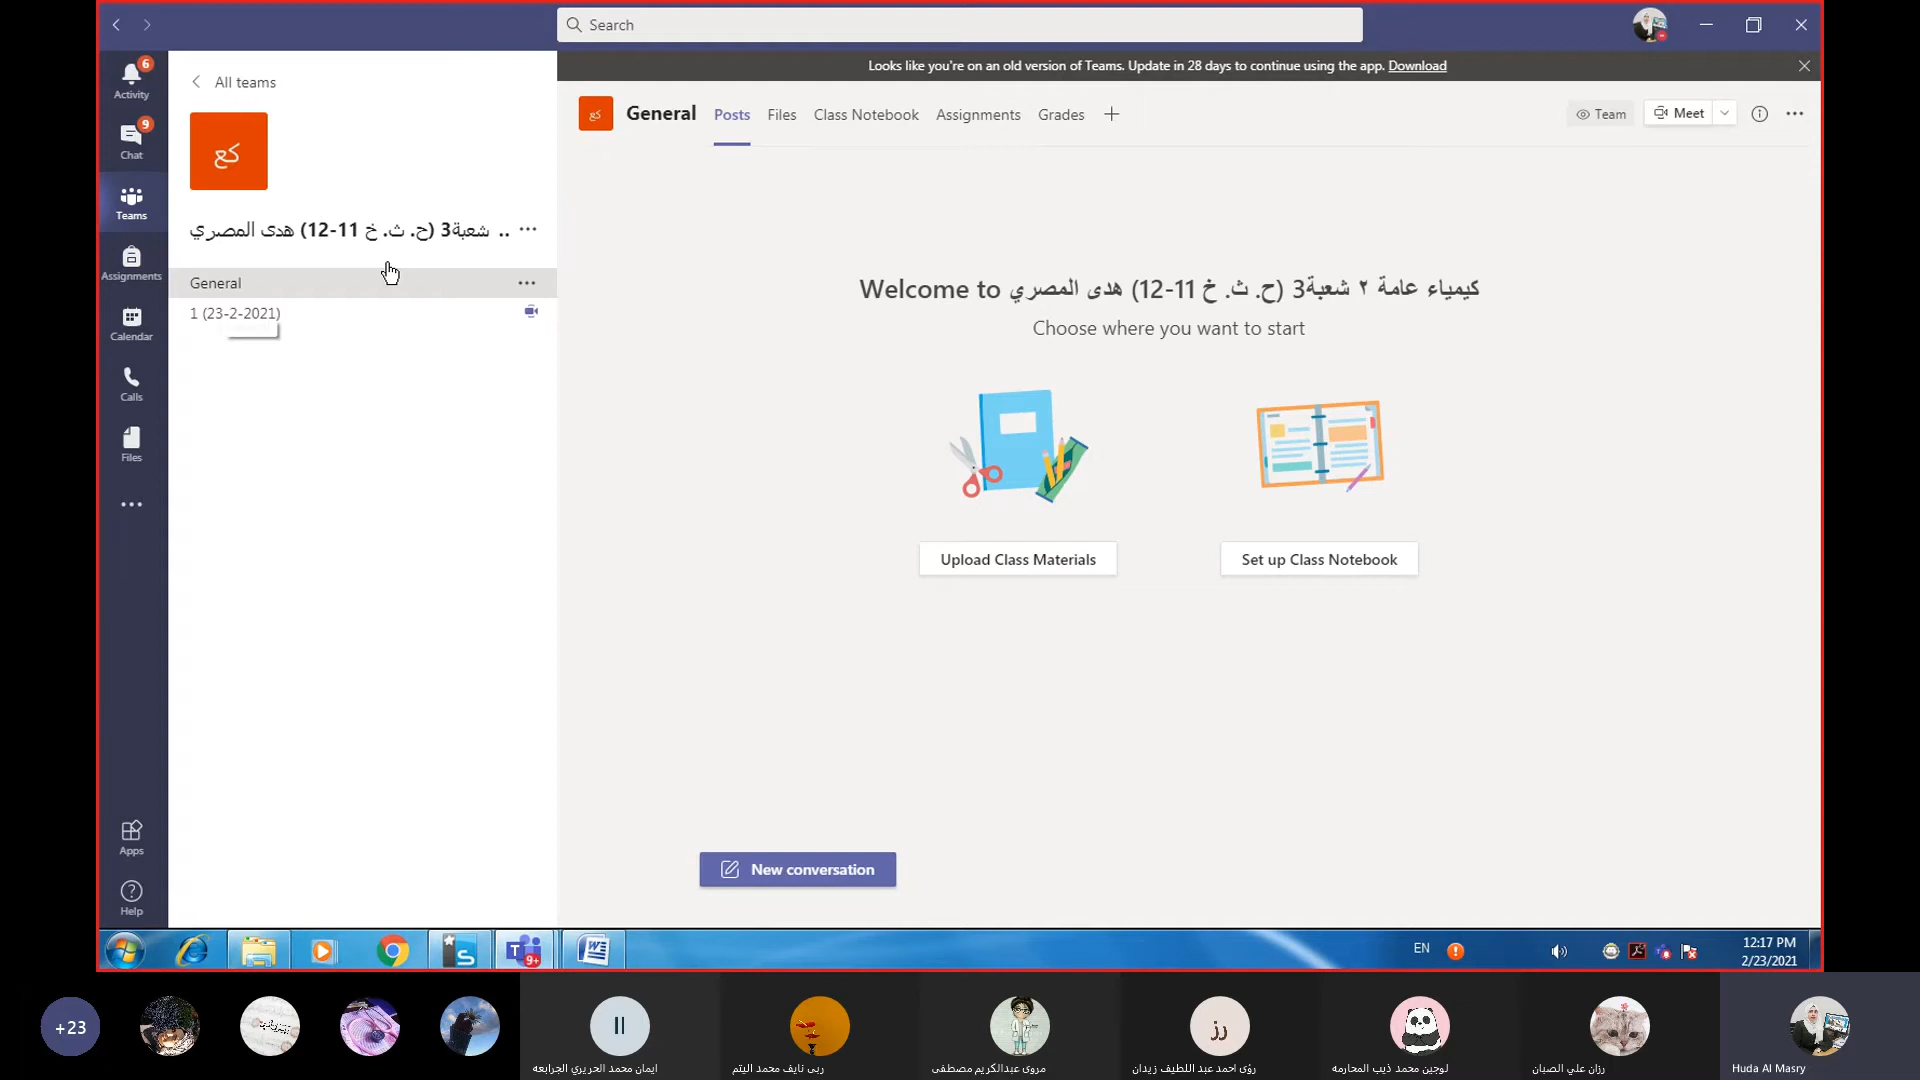 Search
Looks like you're on an old version of Teams. Update in 28 days to continue using the app. Download
6
Activity
9
Chat
Teams
Assignments
Calendar
Calls
Files
Apps
Help
All teams
كع
.. شعبة3 (ح. ث. خ 11-12) هدى المصري
General
1 (23-2-2021)
كع
General
Posts
Files
Class Notebook
Assignments
Grades
Team
Meet
Welcome to كيمياء عامة ٢ شعبة3 (ح. ث. خ 11-12) هدى المصري
Choose where you want to start
Upload Class Materials
Set up Class Notebook
New conversation
9+
EN
12:17 PM
2/23/2021
+23
ايمان محمد الحريري الجرابعه
ربى نايف محمد اليتم
مروى عبدالكريم مصطفى
رز
رؤى احمد عبد اللطيف زيدان
لوجين محمد ذيب المحارمه
رزان علي الصبان
Huda Al Masry